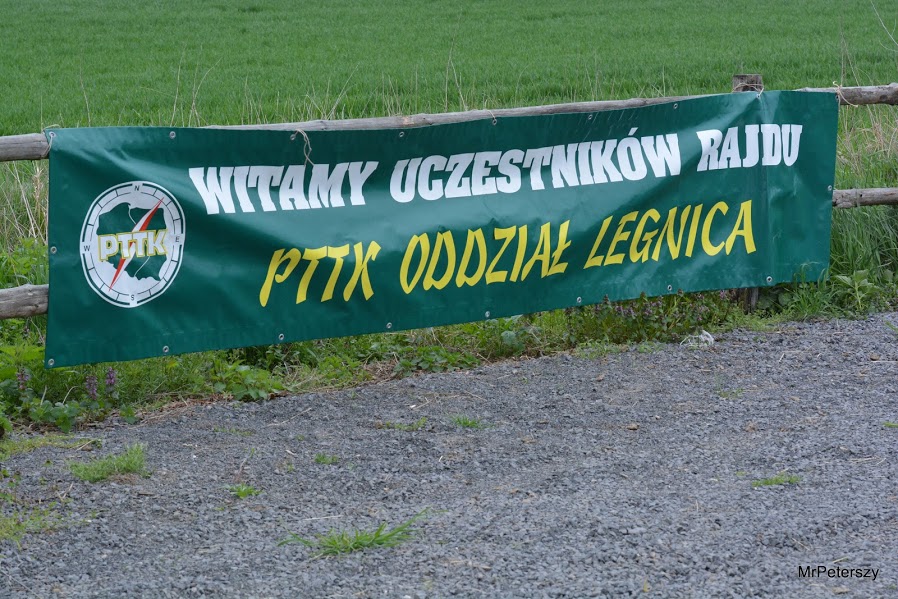 WITAMY UCZESTNIKÓW RAJDU
PTTK ODDZIAŁ LEGNICA
N
W
PTTK
E
S
MrPeterszy